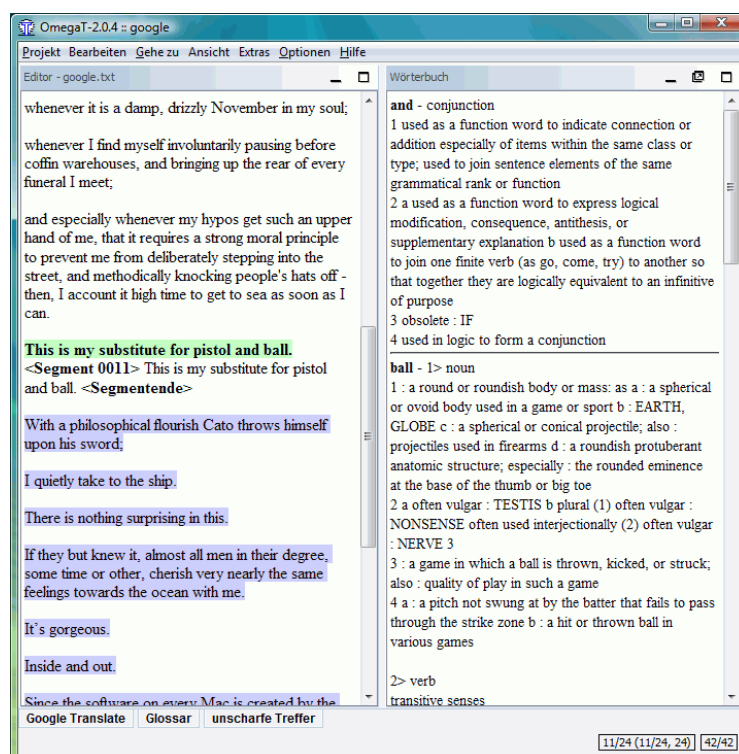 OmegaT-2.0.4 :: google
Projekt Bearbeiten Gehe zu Ansicht Extras Optionen Hilfe
Editor - google.txt
whenever it is a damp, drizzly November in my soul;
whenever I find myself involuntarily pausing before
coffin warehouses, and bringing up the rear of every
funeral I meet;
and especially whenever my hypos get such an upper
hand of me, that it requires a strong moral principle
to prevent me from deliberately stepping into the
street, and methodically knocking people's hats off -
then, I account it high time to get to sea as soon as I
can.
This is my substitute for pistol and ball.
<Segment 0011> This is my substitute for pistol
and ball. <Segmentende>
With a philosophical flourish Cato throws himself
upon his sword;
I quietly take to the ship.
There is nothing surprising in this.
If they but knew it, almost all men in their degree,
some time or other, cherish very nearly the same
feelings towards the ocean with me.
It's gorgeous.
Inside and out.
Since the software on every Mac is created by the
Wörterbuch
and - conjunction
1 used as a function word to indicate connection or
addition especially of items within the same class or
type; used to join sentence elements of the same
grammatical rank or function
2 a used as a function word to express logical
modification, consequence, antithesis, or
supplementary explanation b used as a function word
to join one finite verb (as go, come, try) to another so
that together they are logically equivalent to an infinitive
of purpose
3 obsolete : IF
4 used in logic to form a conjunction
ball - 1> noun
1 : a round or roundish body or mass: as a : a spherical
or ovoid body used in a game or sport b : EARTH,
GLOBE c : a spherical or conical projectile; also :
projectiles used in firearms d : a roundish protuberant
anatomic structure; especially : the rounded eminence
at the base of the thumb or big toe
2 a often vulgar : TESTIS b plural (1) often vulgar :
NONSENSE often used interjectionally (2) often vulgar
: NERVE 3
3 : a game in which a ball is thrown, kicked, or struck;
also : quality of play in such a game
4 a : a pitch not swung at by the batter that fails to pass
through the strike zone b : a hit or thrown ball in
various games
2> verb
transitive senses
Google Translate Glossar unscharfe Treffer
11/24 (11/24, 24) 42/42